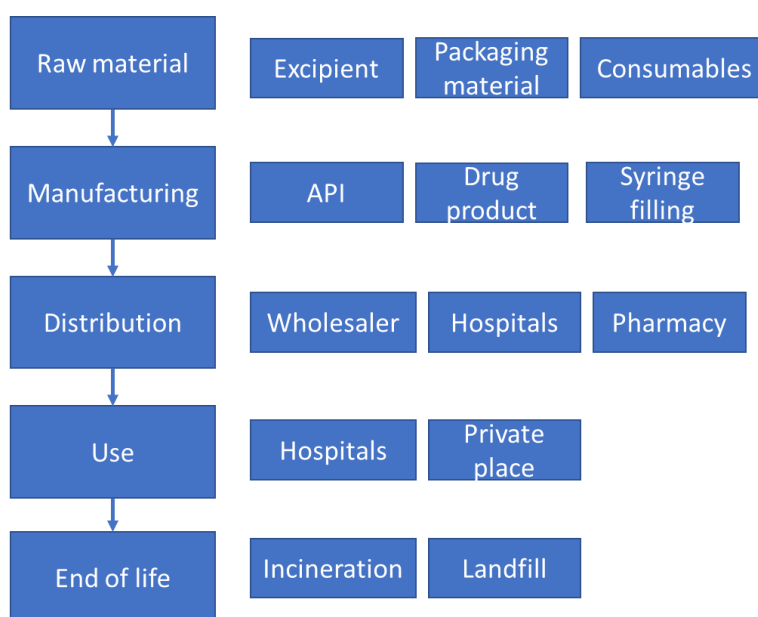 Raw material
Excipient
Packaging
material
Consumables
Manufacturing
API
Drug
product
Syringe
filling
Distribution
Wholesaler
Hospitals
Pharmacy
Use
Hospitals
Private
place
End of life
Incineration
Landfill